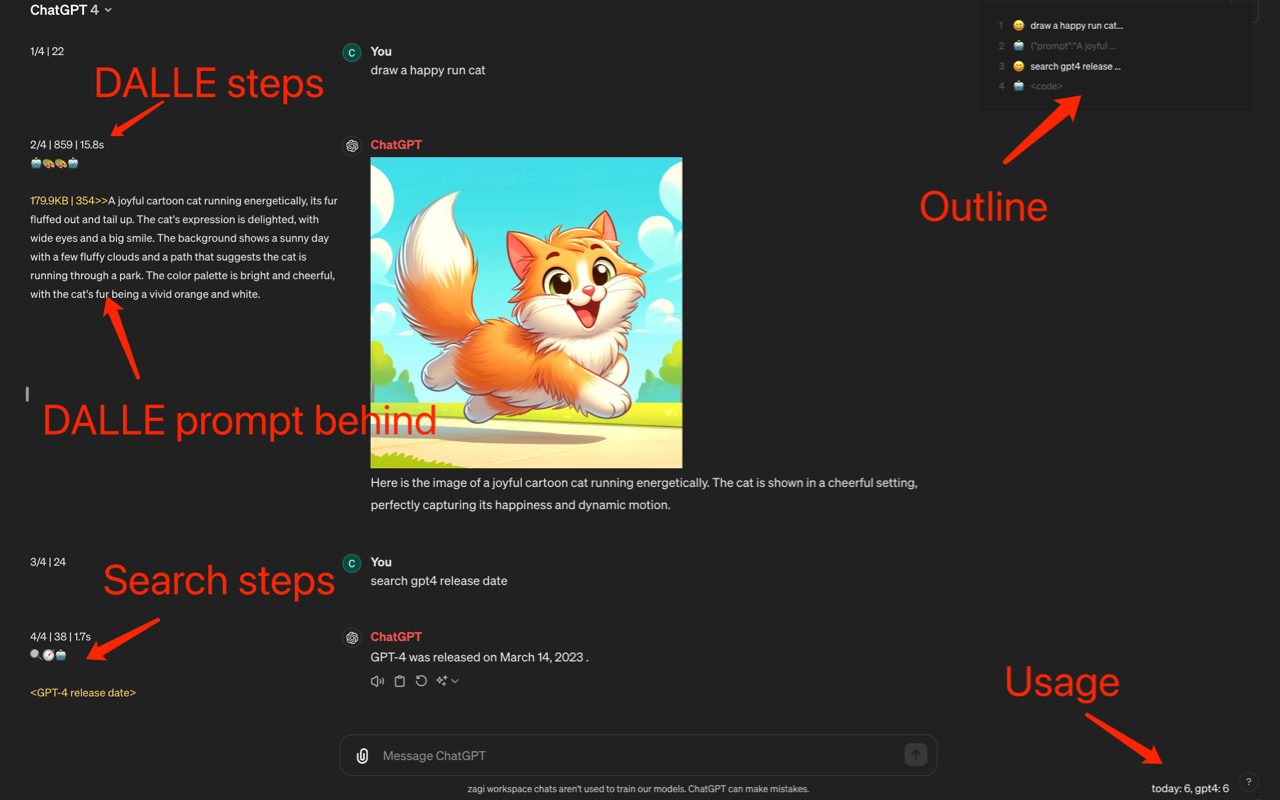 ChatGPT 4
1 draw a happy run cat...
2 {"prompt":"A joyful ...
3 search gpt4 release ...
4 <code>
Outline
1/4 | 22
You
draw a happy run cat
DALLE steps
2/4 | 859 | 15.8s
179.9KB | 354>>A joyful cartoon cat running energetically, its fur
fluffed out and tail up. The cat's expression is delighted, with
wide eyes and a big smile. The background shows a sunny day
with a few fluffy clouds and a path that suggests the cat is
running through a park. The color palette is bright and cheerful,
with the cat's fur being a vivid orange and white.
DALLE prompt behind
ChatGPT
Here is the image of a joyful cartoon cat running energetically. The cat is shown in a cheerful setting,
perfectly capturing its happiness and dynamic motion.
3/4 | 24
You
search gpt4 release date
Search steps
4/4 | 38 | 1.7s
<GPT-4 release date>
ChatGPT
GPT-4 was released on March 14, 2023 .
Usage
Message ChatGPT
zagi workspace chats aren't used to train our models. ChatGPT can make mistakes.
today: 6, gpt4: 6
?
C
C